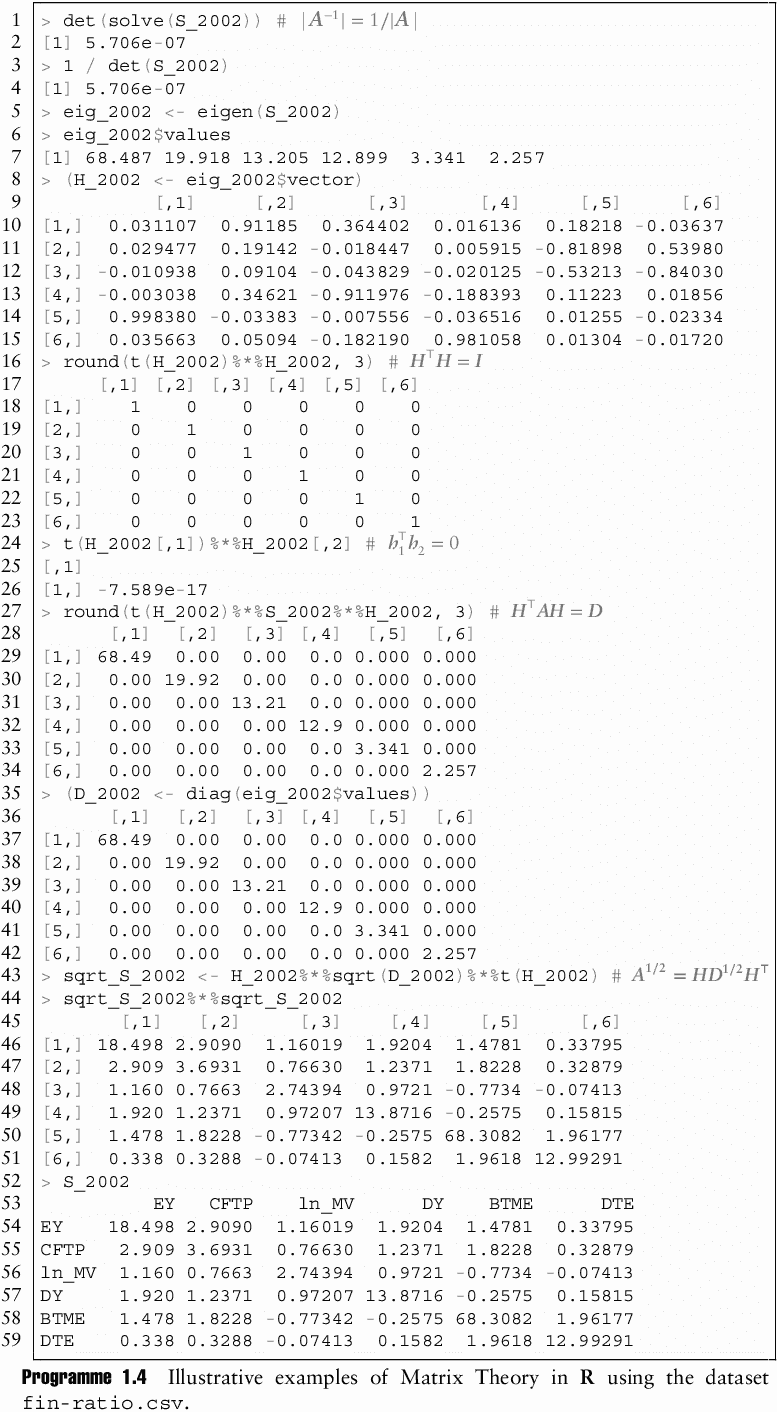 1 > det(solve(S_2002)) # |A⁻¹| = 1/|A|
2 [1] 5.706e-07
3 > 1 / det(S_2002)
4 [1] 5.706e-07
5 > eig_2002 <- eigen(S_2002)
6 > eig_2002$values
7 [1] 68.487 19.918 13.205 12.899  3.341  2.257
8 > (H_2002 <- eig_2002$vector)
9           [,1]     [,2]      [,3]      [,4]     [,5]     [,6]
10 [1,]  0.031107  0.91185  0.364402  0.016136  0.18218 -0.03637
11 [2,]  0.029477  0.19142 -0.018447  0.005915 -0.81898  0.53980
12 [3,] -0.010938  0.09104 -0.043829 -0.020125 -0.53213 -0.84030
13 [4,] -0.003038  0.34621 -0.911976 -0.188393  0.11223  0.01856
14 [5,]  0.998380 -0.03383 -0.007556 -0.036516  0.01255 -0.02334
15 [6,]  0.035663  0.05094 -0.182190  0.981058  0.01304 -0.01720
16 > round(t(H_2002)%*%H_2002, 3) # H⊤H = I
17      [,1] [,2] [,3] [,4] [,5] [,6]
18 [1,]    1    0    0    0    0    0
19 [2,]    0    1    0    0    0    0
20 [3,]    0    0    1    0    0    0
21 [4,]    0    0    0    1    0    0
22 [5,]    0    0    0    0    1    0
23 [6,]    0    0    0    0    0    1
24 > t(H_2002[,1])%*%H_2002[,2] # h₁⊤h₂ = 0
25 [,1]
26 [1,] -7.589e-17
27 > round(t(H_2002)%*%S_2002%*%H_2002, 3) # H⊤AH = D
28       [,1]  [,2]  [,3] [,4]  [,5]  [,6]
29 [1,] 68.49  0.00  0.00  0.0 0.000 0.000
30 [2,]  0.00 19.92  0.00  0.0 0.000 0.000
31 [3,]  0.00  0.00 13.21  0.0 0.000 0.000
32 [4,]  0.00  0.00  0.00 12.9 0.000 0.000
33 [5,]  0.00  0.00  0.00  0.0 3.341 0.000
34 [6,]  0.00  0.00  0.00  0.0 0.000 2.257
35 > (D_2002 <- diag(eig_2002$values))
36       [,1]  [,2]  [,3] [,4]  [,5]  [,6]
37 [1,] 68.49  0.00  0.00  0.0 0.000 0.000
38 [2,]  0.00 19.92  0.00  0.0 0.000 0.000
39 [3,]  0.00  0.00 13.21  0.0 0.000 0.000
40 [4,]  0.00  0.00  0.00 12.9 0.000 0.000
41 [5,]  0.00  0.00  0.00  0.0 3.341 0.000
42 [6,]  0.00  0.00  0.00  0.0 0.000 2.257
43 > sqrt_S_2002 <- H_2002%*%sqrt(D_2002)%*%t(H_2002) # A^{1/2} = HD^{1/2}H⊤
44 > sqrt_S_2002%*%sqrt_S_2002
45        [,1]   [,2]     [,3]    [,4]    [,5]     [,6]
46 [1,] 18.498 2.9090  1.16019  1.9204  1.4781  0.33795
47 [2,]  2.909 3.6931  0.76630  1.2371  1.8228  0.32879
48 [3,]  1.160 0.7663  2.74394  0.9721 -0.7734 -0.07413
49 [4,]  1.920 1.2371  0.97207 13.8716 -0.2575  0.15815
50 [5,]  1.478 1.8228 -0.77342 -0.2575 68.3082  1.96177
51 [6,]  0.338 0.3288 -0.07413  0.1582  1.9618 12.99291
52 > S_2002
53           EY   CFTP    ln_MV      DY    BTME      DTE
54 EY    18.498 2.9090  1.16019  1.9204  1.4781  0.33795
55 CFTP   2.909 3.6931  0.76630  1.2371  1.8228  0.32879
56 ln_MV  1.160 0.7663  2.74394  0.9721 -0.7734 -0.07413
57 DY     1.920 1.2371  0.97207 13.8716 -0.2575  0.15815
58 BTME   1.478 1.8228 -0.77342 -0.2575 68.3082  1.96177
59 DTE    0.338 0.3288 -0.07413  0.1582  1.9618 12.99291
Programme 1.4 Illustrative examples of Matrix Theory in R using the dataset
fin-ratio.csv.